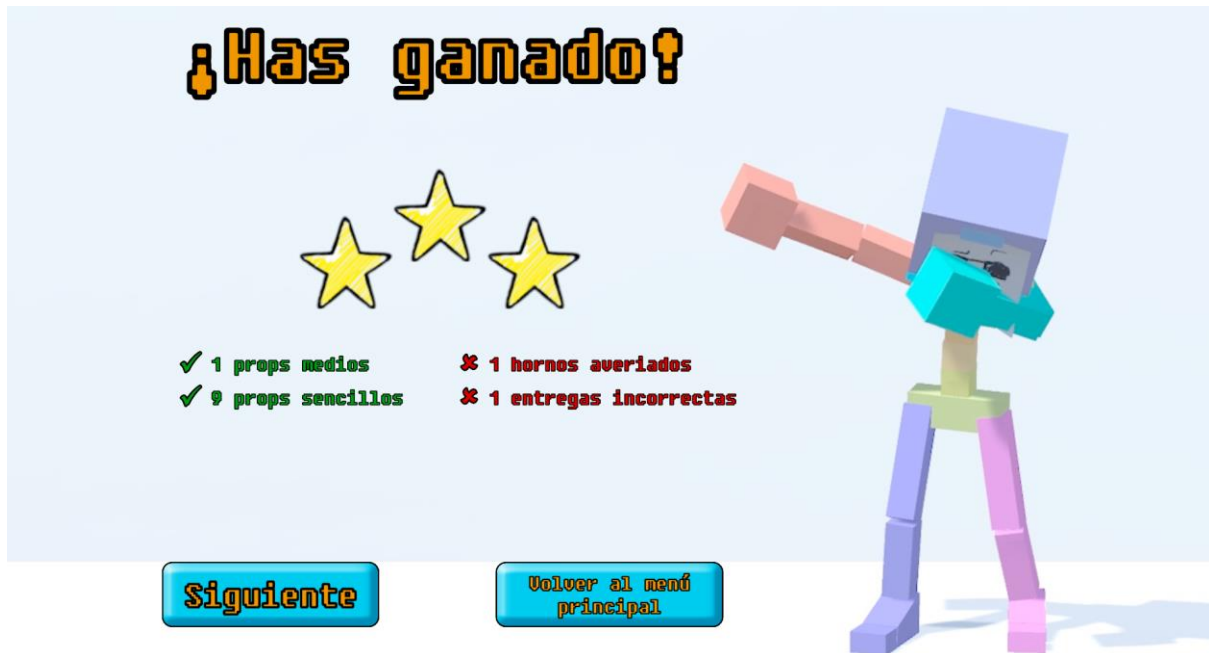 ¡Has ganado!
✓ 1 props medios
✓ 9 props sencillos
✘ 1 hornos averiados
✘ 1 entregas incorrectas
Siguiente
Volver al menú
principal